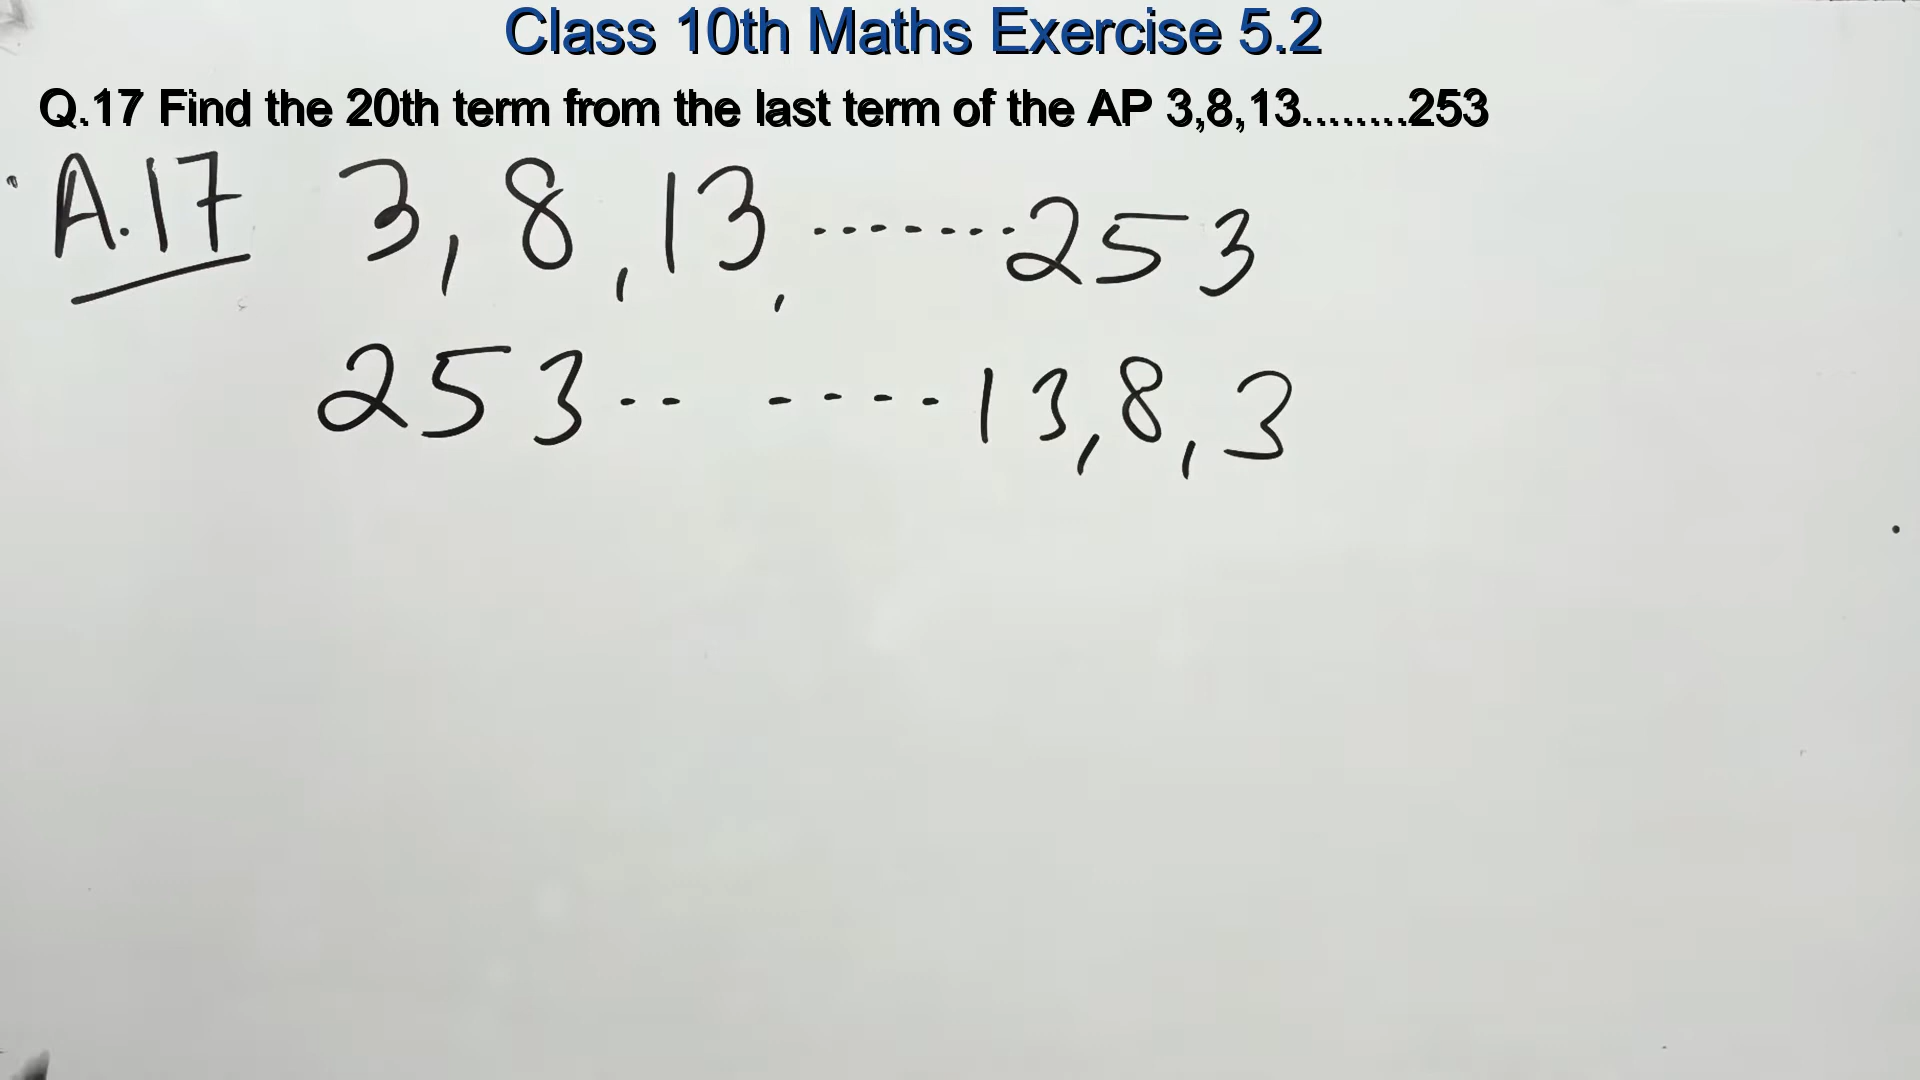 Class 10th Maths Exercise 5.2
Q.17 Find the 20th term from the last term of the AP 3,8,13........253
A.17 3, 8, 13, ....... 253
253-- ----13, 8, 3